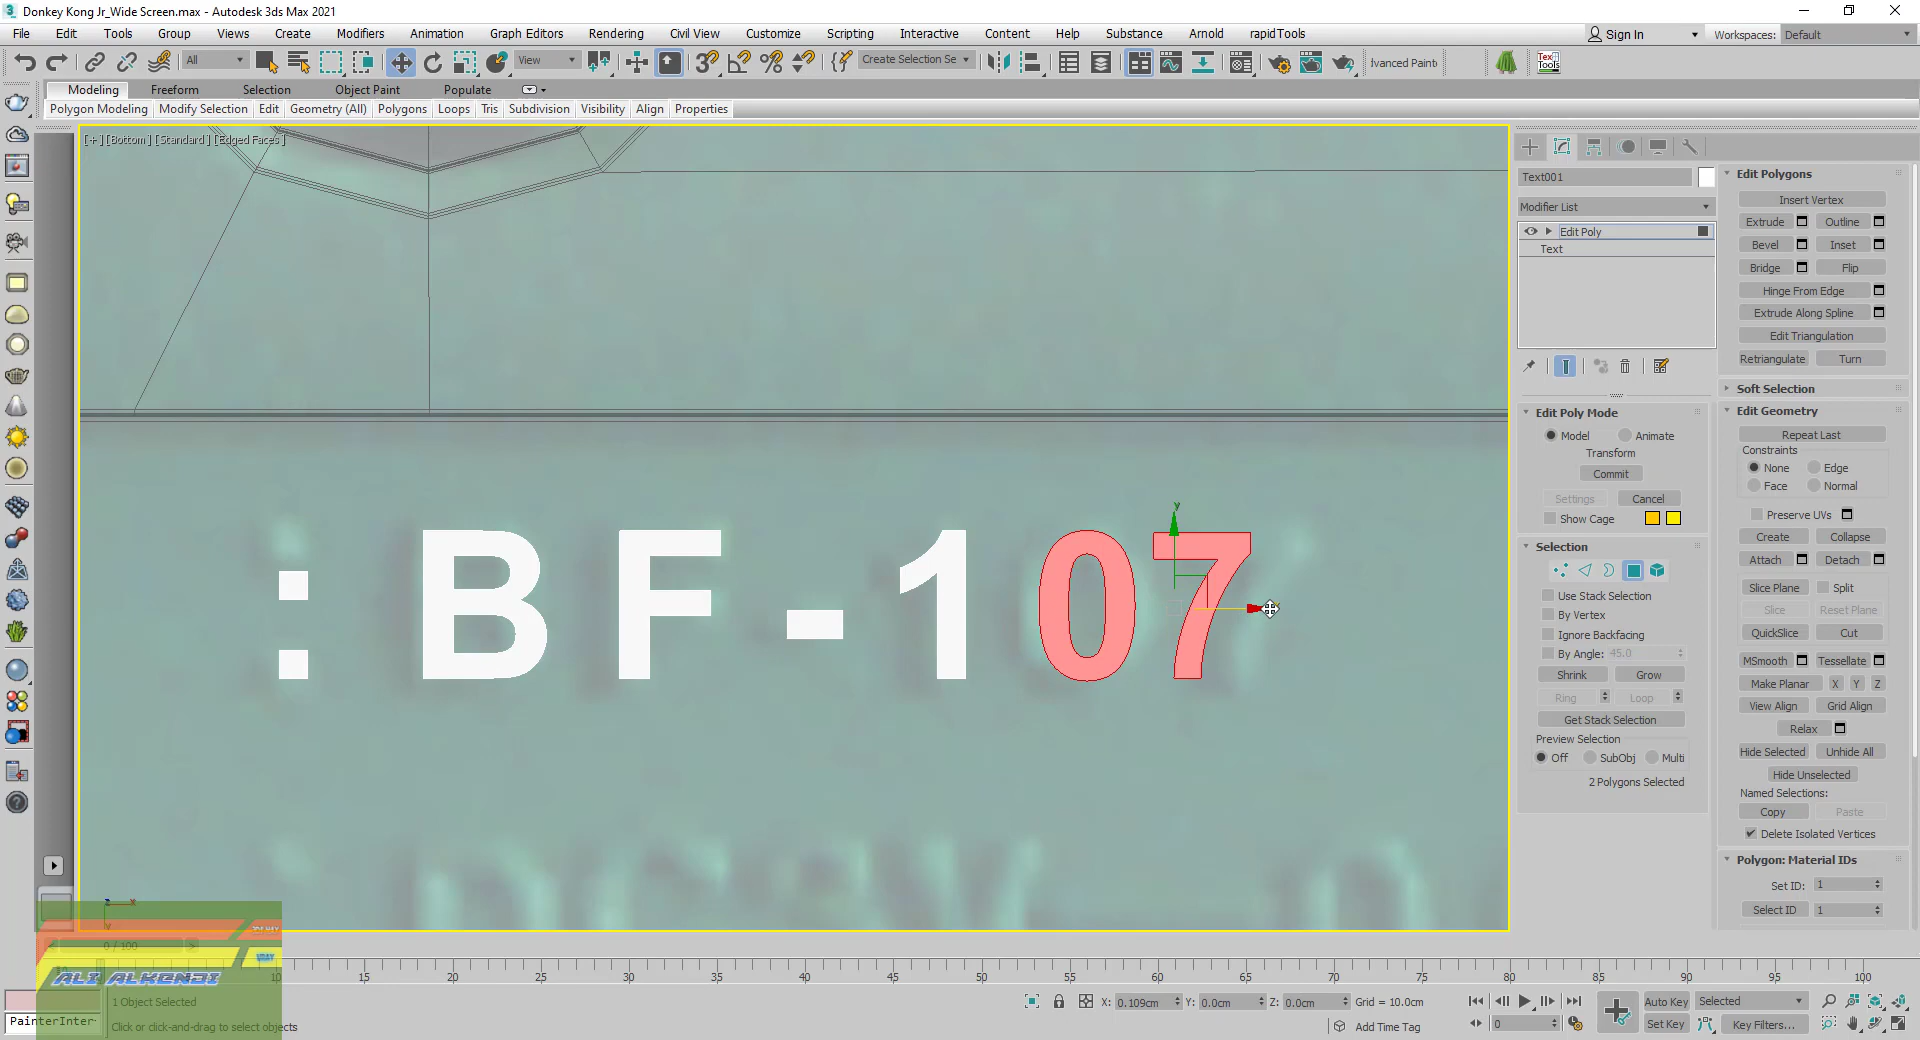 Donkey Kong Jr_Wide Screen.max - Autodesk 3ds Max 2021
File Edit Tools Group Views Create Modifiers Animation Graph Editors Rendering Civil View Customize Scripting Interactive Content Help Substance Arnold rapidTools Sign In Workspaces: Default
All View Create Selection Se lvanced Painti
Modeling Freeform Selection Object Paint Populate
Polygon Modeling Modify Selection Edit Geometry (All) Polygons Loops Tris Subdivision Visibility Align Properties
[+] [Bottom] [Standard] [Edged Faces]
y
: BF-107
Text001
Modifier List
Edit Poly
Text
Edit Poly Mode
Model Animate
Transform
Commit
Settings Cancel
Show Cage
Selection
Use Stack Selection
By Vertex
Ignore Backfacing
By Angle: 45.0
Shrink Grow
Ring Loop
Get Stack Selection
Preview Selection
Off SubObj Multi
2 Polygons Selected
Edit Polygons
Insert Vertex
Extrude Outline
Bevel Inset
Bridge Flip
Hinge From Edge
Extrude Along Spline
Edit Triangulation
Retriangulate Turn
Soft Selection
Edit Geometry
Repeat Last
Constraints
None Edge
Face Normal
Preserve UVs
Create Collapse
Attach Detach
Slice Plane Split
Slice Reset Plane
QuickSlice Cut
MSmooth Tessellate
Make Planar X Y Z
View Align Grid Align
Relax
Hide Selected Unhide All
Hide Unselected
Named Selections:
Copy Paste
Delete Isolated Vertices
Polygon: Material IDs
Set ID: 1
Select ID 1
0 / 100
ALI ALKENDI
10 15 20 25 30 35 40 45 50 55 60 65 70 75 80 85 90 95 100
1 Object Selected
X: 0.109cm Y: 0.0cm Z: 0.0cm Grid = 10.0cm
Auto Key Selected
PainterInter
Click or click-and-drag to select objects
Add Time Tag
0
Set Key Key Filters...